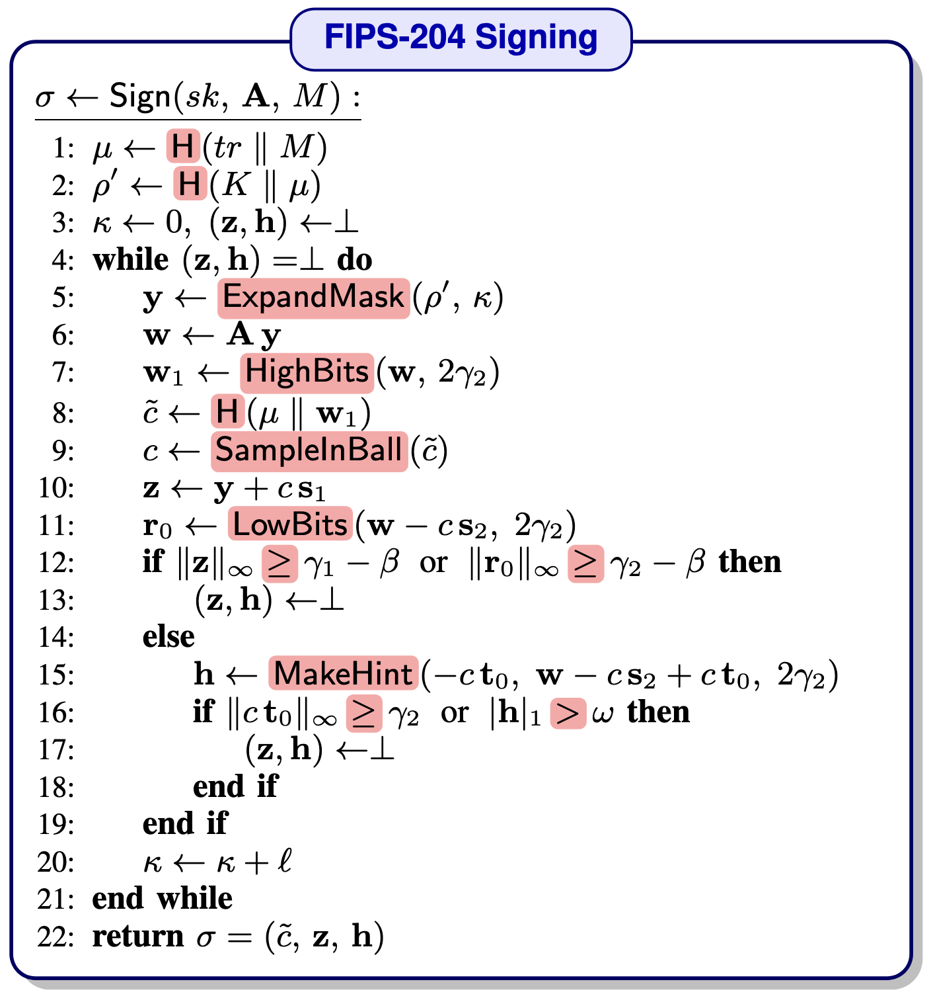 FIPS-204 Signing
σ ← Sign(sk, A, M) :
1: μ ← H(tr ∥ M)
2: ρ′ ← H(K ∥ μ)
3: κ ← 0, (z, h) ←⊥
4: while (z, h) =⊥ do
5: y ← ExpandMask(ρ′, κ)
6: w ← A y
7: w₁ ← HighBits(w, 2γ₂)
8: c̃ ← H(μ ∥ w₁)
9: c ← SampleInBall(c̃)
10: z ← y + c s₁
11: r₀ ← LowBits(w − c s₂, 2γ₂)
12: if ∥z∥∞ ≥ γ₁ − β or ∥r₀∥∞ ≥ γ₂ − β then
13: (z, h) ←⊥
14: else
15: h ← MakeHint(−c t₀, w − c s₂ + c t₀, 2γ₂)
16: if ∥c t₀∥∞ ≥ γ₂ or |h|₁ > ω then
17: (z, h) ←⊥
18: end if
19: end if
20: κ ← κ + ℓ
21: end while
22: return σ = (c̃, z, h)